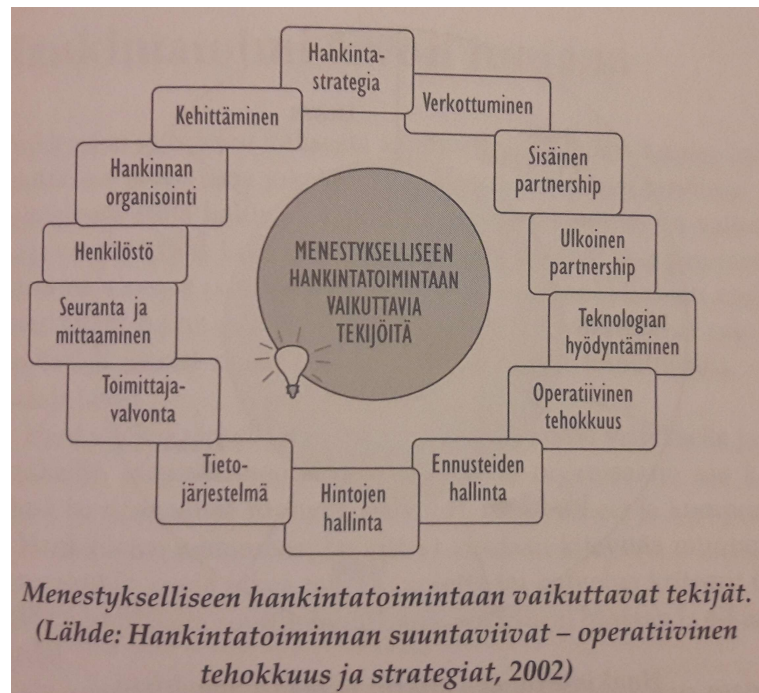 Hankinta-
strategia
Verkottuminen
Sisäinen
partnership
Ulkoinen
partnership
Teknologian
hyödyntäminen
Operatiivinen
tehokkuus
Ennusteiden
hallinta
Hintojen
hallinta
Tieto-
järjestelmä
Toimittaja-
valvonta
Seuranta ja
mittaaminen
Henkilöstö
Hankinnan
organisointi
Kehittäminen
MENESTYKSELLISEEN
HANKINTATOIMINTAAN
VAIKUTTAVIA
TEKIJÖITÄ
Menestykselliseen hankintatoimintaan vaikuttavat tekijät.
(Lähde: Hankintatoiminnan suuntaviivat – operatiivinen
tehokkuus ja strategiat, 2002)